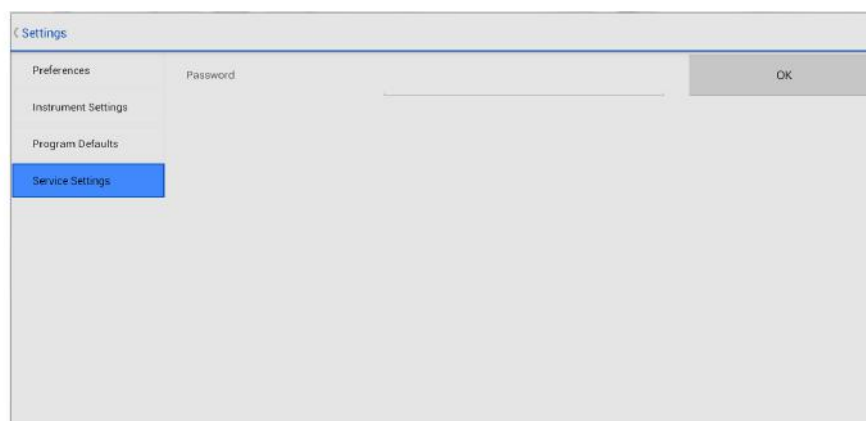 Settings
Preferences
Password
OK
Instrument Settings
Program Defaults
Service Settings